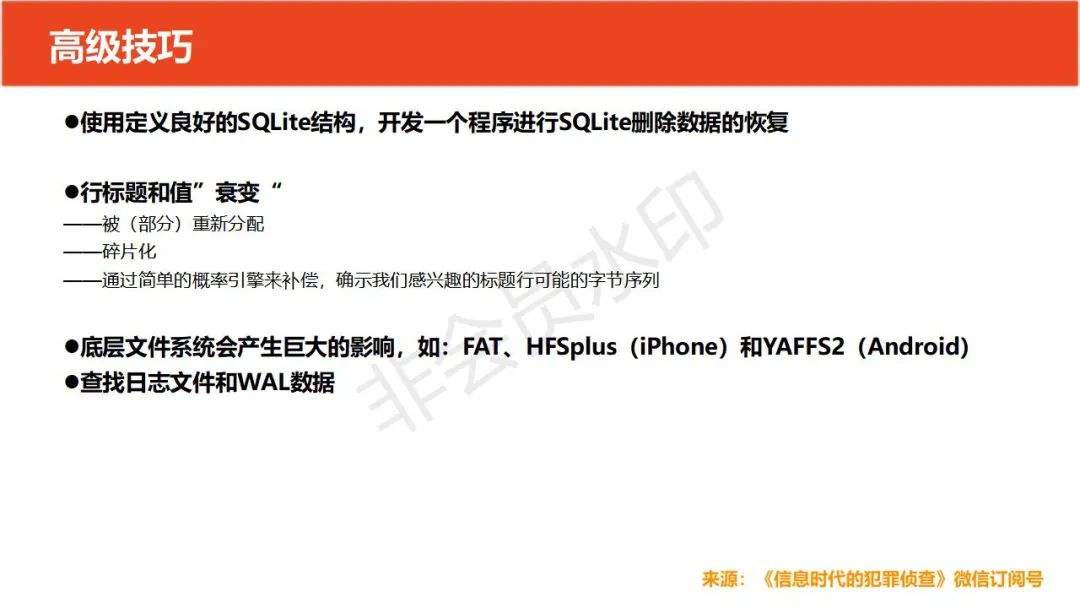 高级技巧
●使用定义良好的SQLite结构，开发一个程序进行SQLite删除数据的恢复
●行标题和值”衰变“
——被（部分）重新分配
——碎片化
——通过简单的概率引擎来补偿，确示我们感兴趣的标题行可能的字节序列
●底层文件系统会产生巨大的影响，如：FAT、HFSplus（iPhone）和YAFFS2（Android）
●查找日志文件和WAL数据
非会员水印
来源：《信息时代的犯罪侦查》微信订阅号